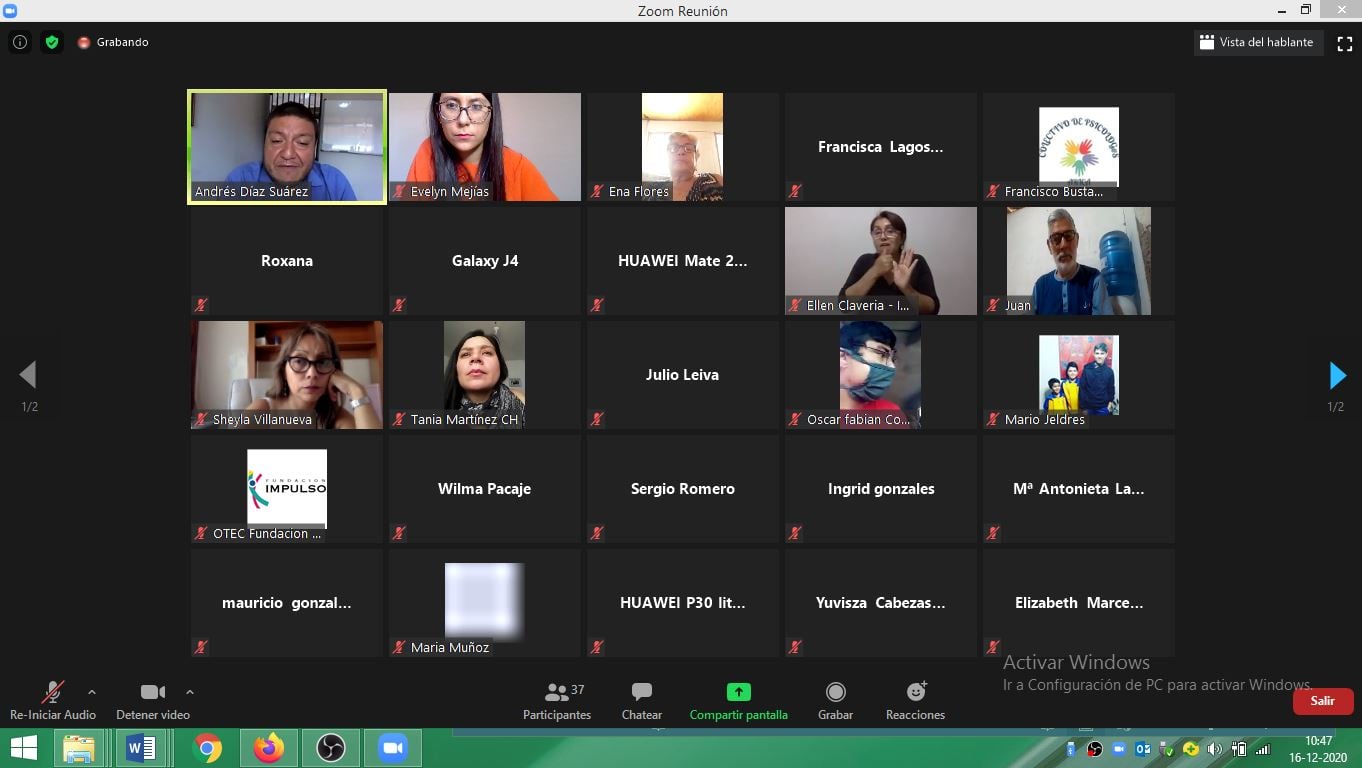 Zoom Reunión
Grabando
Vista del hablante
Andrés Díaz Suárez
Evelyn Mejías
Ena Flores
Francisca Lagos...
COLECTIVO DE PSICOLOGeS
Francisco Busta...
Roxana
Galaxy J4
HUAWEI Mate 2...
Ellen Claveria - I...
Juan
Sheyla Villanueva
Tania Martínez CH
Julio Leiva
Oscar fabian Co...
Mario Jeldres
1/2
1/2
FUNDACION
IMPULSO
OTEC Fundacion ...
Wilma Pacaje
Sergio Romero
Ingrid gonzales
Mª Antonieta La...
mauricio gonzal...
Maria Muñoz
HUAWEI P30 lit...
Yuvisza Cabezas...
Elizabeth Marce...
Activar Windows
Ir a Configuración de PC para activar Windows.
Re-Iniciar Audio
Detener video
37
Participantes
Chatear
Compartir pantalla
Grabar
Reacciones
Salir
10:47
16-12-2020